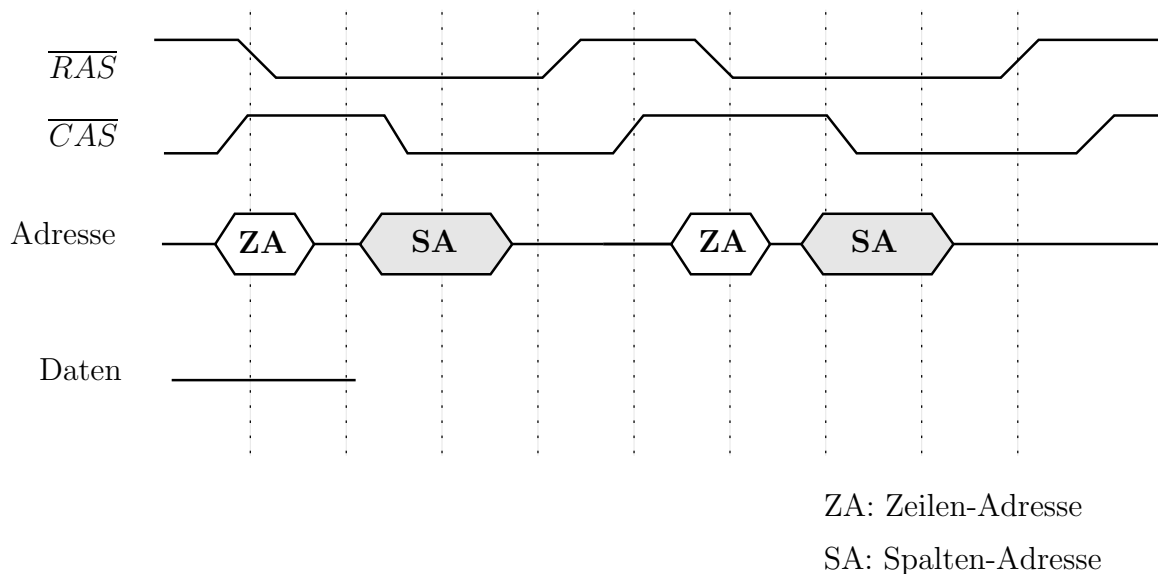 RAS
CAS
Adresse ZA SA ZA SA
Daten
ZA: Zeilen-Adresse
SA: Spalten-Adresse